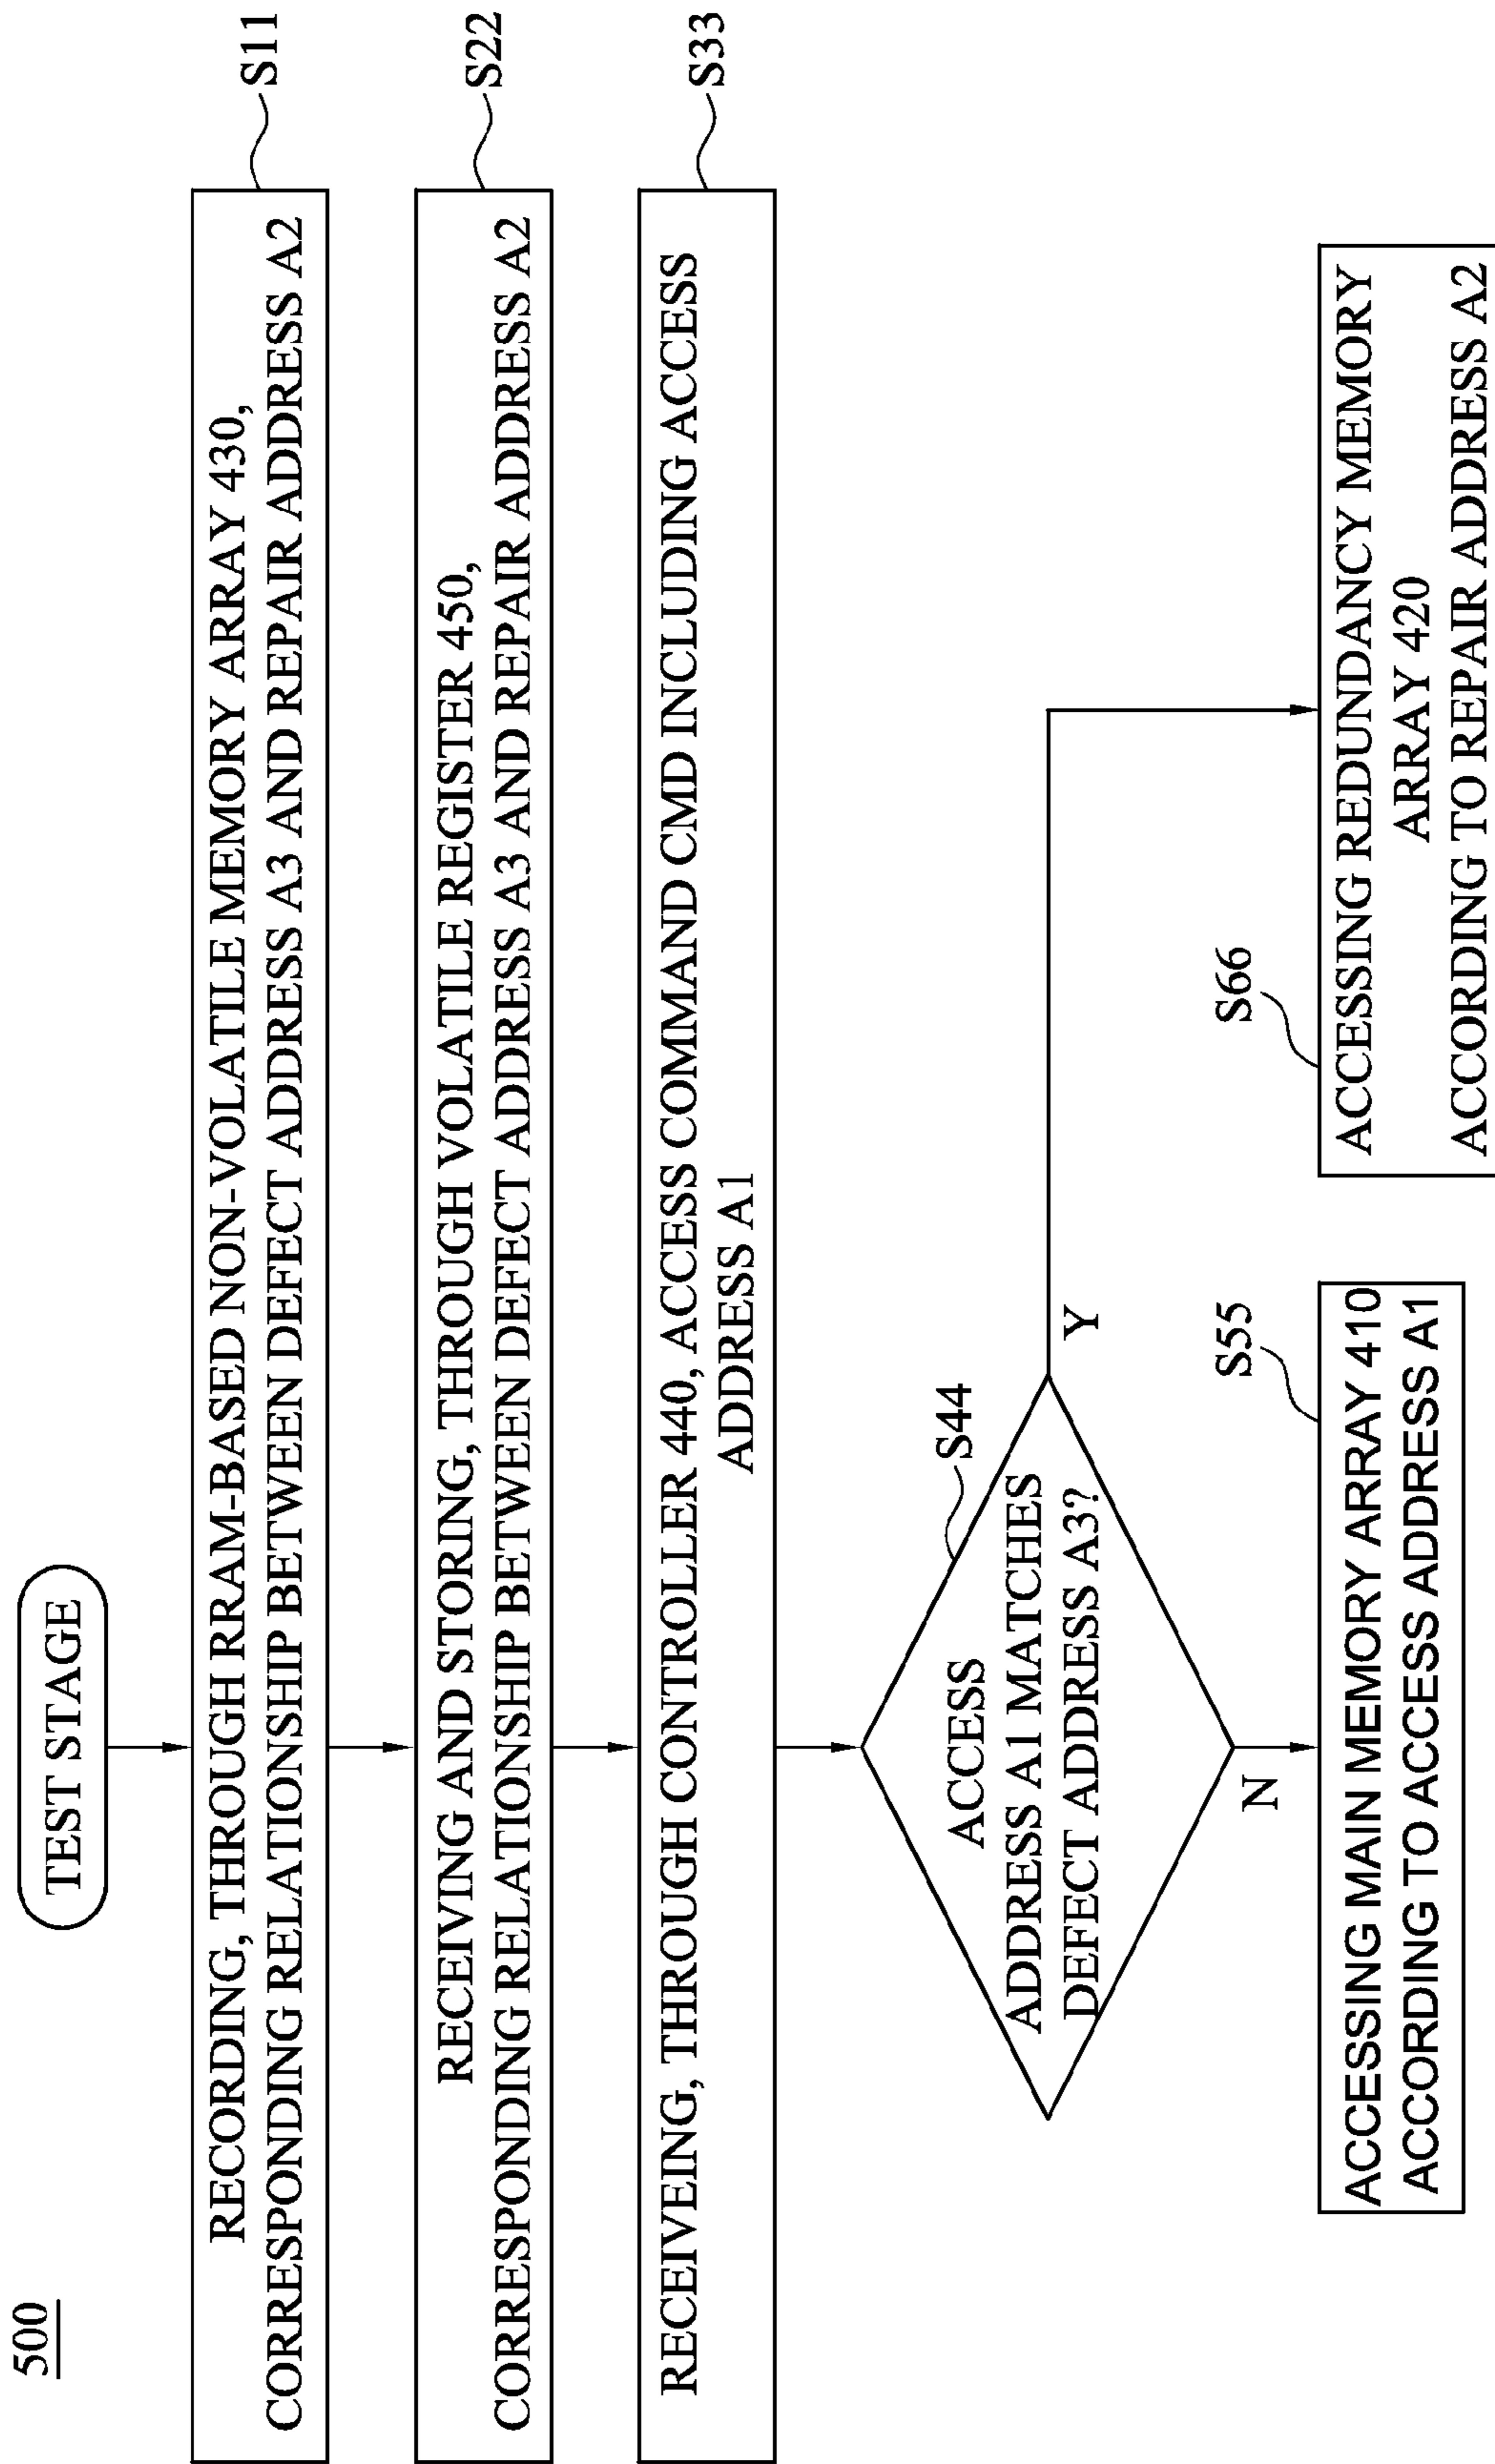 500
TEST STAGE
RECORDING, THROUGH RRAM-BASED NON-VOLATILE MEMORY ARRAY 430,
CORRESPONDING RELATIONSHIP BETWEEN DEFECT ADDRESS A3 AND REPAIR ADDRESS A2
S11
RECEIVING AND STORING, THROUGH VOLATILE REGISTER 450,
CORRESPONDING RELATIONSHIP BETWEEN DEFECT ADDRESS A3 AND REPAIR ADDRESS A2
S22
RECEIVEING, THROUGH CONTROLLER 440, ACCESS COMMAND CMD INCLUDING ACCESS
ADDRESS A1
S33
S44
ACCESS
ADDRESS A1 MATCHES
DEFECT ADDRESS A3?
Y
N
S55
ACCESSING MAIN MEMORY ARRAY 410
ACCORDING TO ACCESS ADDRESS A1
S66
ACCESSING REDUNDANCY MEMORY
ARRAY 420
ACCORDING TO REPAIR ADDRESS A2